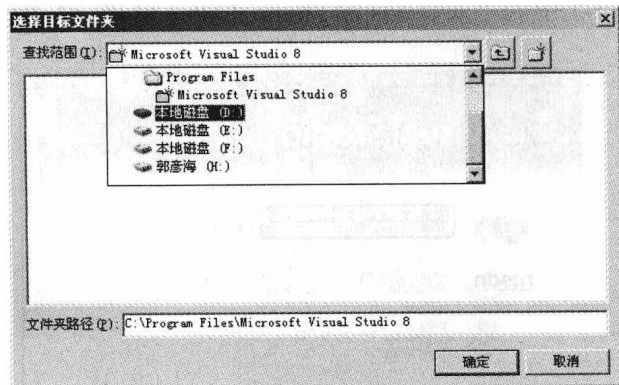 选择目标文件夹
查找范围(I): Microsoft Visual Studio 8
Program Files
Microsoft Visual Studio 8
本地磁盘 (D:)
本地磁盘 (E:)
本地磁盘 (F:)
郭彦海 (H:)
文件夹路径(P): C:\Program Files\Microsoft Visual Studio 8
确定 取消